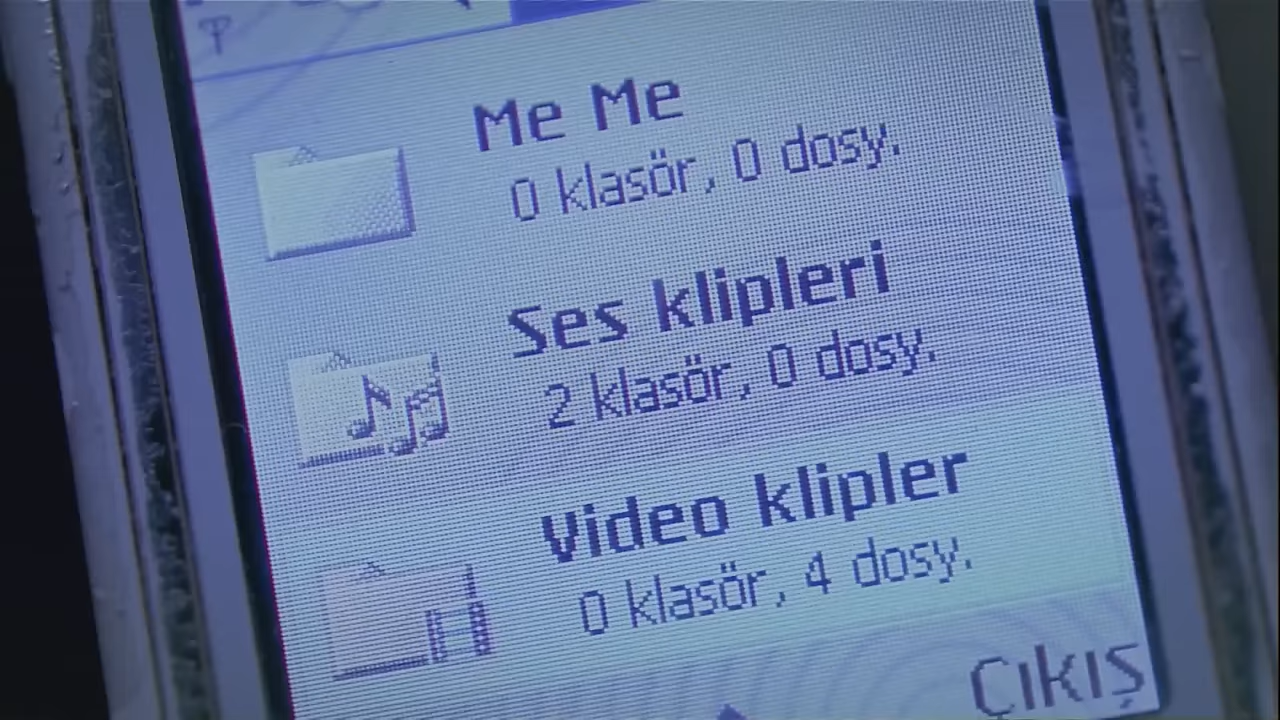 Me Me
0 klasör, 0 dosy.
Ses klipleri
2 klasör, 0 dosy.
Video klipler
0 klasör, 4 dosy.
Çıkış